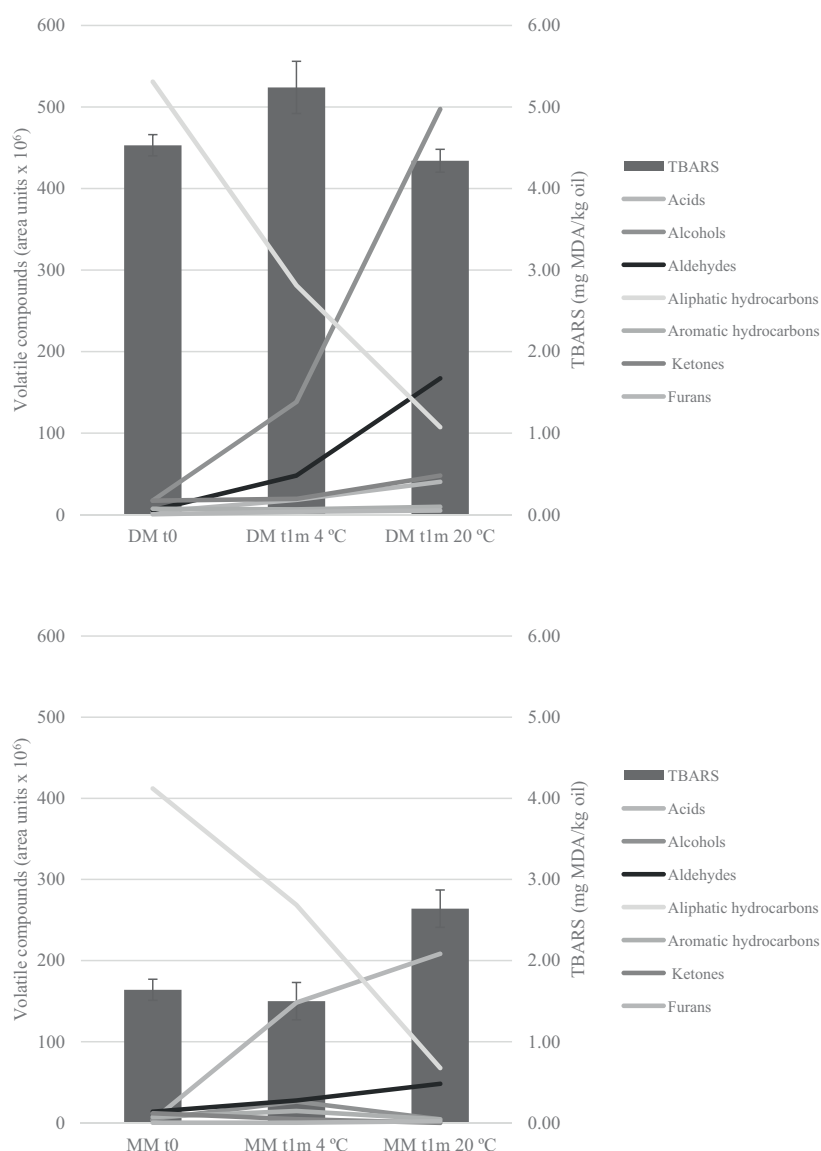 600
500
400
300
200
100
0
Volatile compounds (area units x 10⁶)
6.00
5.00
4.00
3.00
2.00
1.00
0.00
TBARS (mg MDA/kg oil)
DM t0 DM t1m 4 ºC DM t1m 20 ºC
TBARS
Acids
Alcohols
Aldehydes
Aliphatic hydrocarbons
Aromatic hydrocarbons
Ketones
Furans
600
500
400
300
200
100
0
Volatile compounds (area units x 10⁶)
6.00
5.00
4.00
3.00
2.00
1.00
0.00
TBARS (mg MDA/kg oil)
MM t0 MM t1m 4 ºC MM t1m 20 ºC
TBARS
Acids
Alcohols
Aldehydes
Aliphatic hydrocarbons
Aromatic hydrocarbons
Ketones
Furans